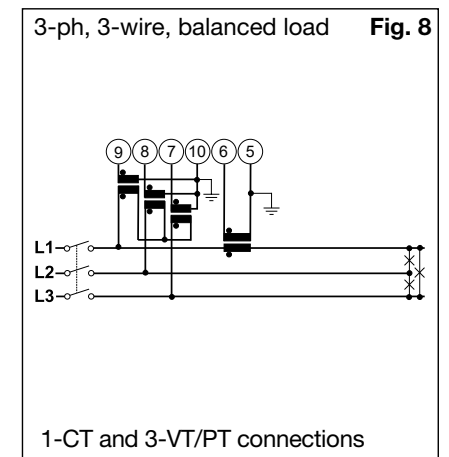 3-ph, 3-wire, balanced load Fig. 8
9 8 7 10 6 5
L1
L2
L3
1-CT and 3-VT/PT connections